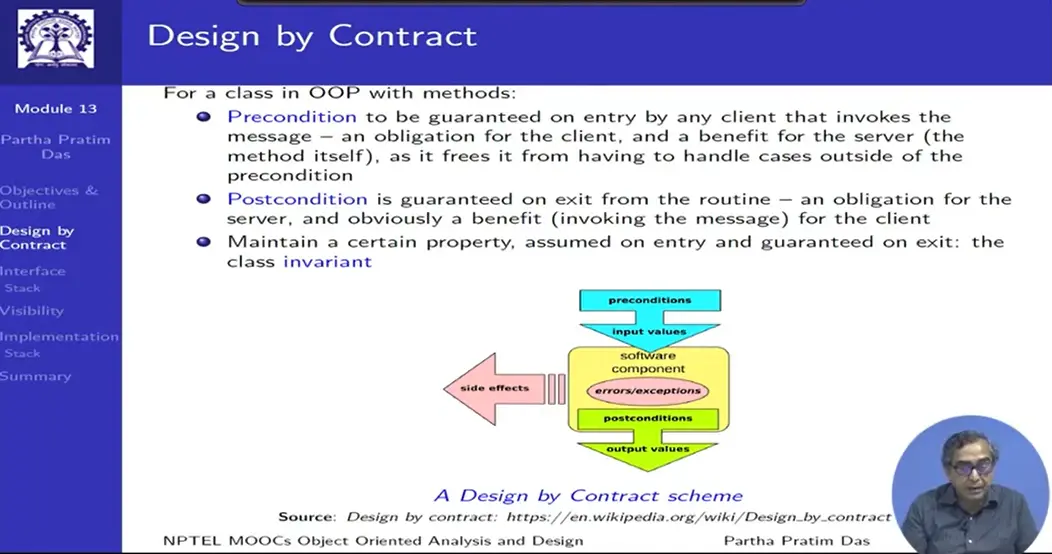 Design by Contract
Module 13
Partha Pratim
Das
Objectives &
Outline
Design by
Contract
Interface
Stack
Visibility
Implementation
Stack
Summary
For a class in OOP with methods:
Precondition to be guaranteed on entry by any client that invokes the
message – an obligation for the client, and a benefit for the server (the
method itself), as it frees it from having to handle cases outside of the
precondition
Postcondition is guaranteed on exit from the routine – an obligation for the
server, and obviously a benefit (invoking the message) for the client
Maintain a certain property, assumed on entry and guaranteed on exit: the
class invariant
preconditions
input values
software
component
errors/exceptions
side effects
postconditions
output values
A Design by Contract scheme
Source: Design by contract: https://en.wikipedia.org/wiki/Design_by_contract
NPTEL MOOCs Object Oriented Analysis and Design
Partha Pratim Das